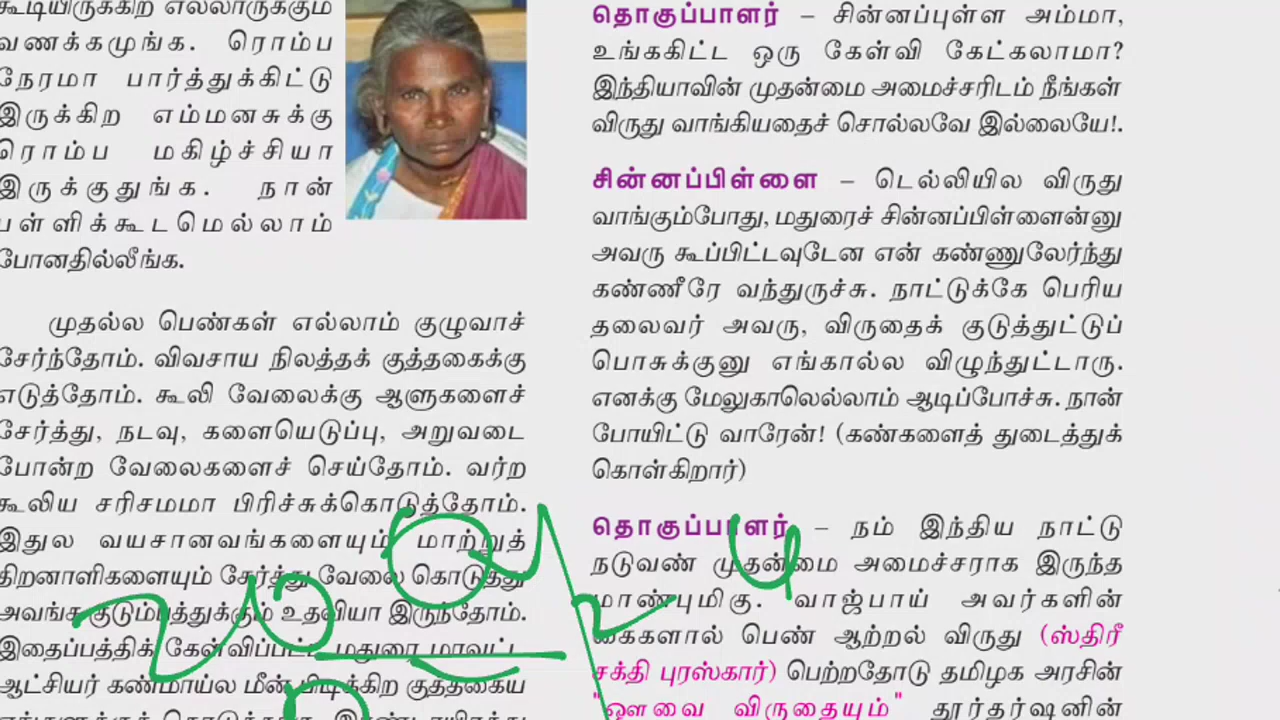 கூடியிருக்கிற எல்லாருக்கும்
வணக்கமுங்க. ரொம்ப
நேரமா பார்த்துக்கிட்டு
இருக்கிற எம்மனசுக்கு
ரொம்ப மகிழ்ச்சியா
இருக்குதுங்க. நான்
பள்ளிக்கூடமெல்லாம்
போனதில்லீங்க.
முதல்ல பெண்கள் எல்லாம் குழுவாச்
சேர்ந்தோம். விவசாய நிலத்தக் குத்தகைக்கு
எடுத்தோம். கூலி வேலைக்கு ஆளுகளைச்
சேர்த்து, நடவு, களையெடுப்பு, அறுவடை
போன்ற வேலைகளைச் செய்தோம். வர்ற
கூலிய சரிசமமா பிரிச்சுக்கொடுத்தோம்.
இதுல வயசானவங்களையும் மாற்றுத்
திறனாளிகளையும் சேர்த்து வேலை கொடுத்து
அவங்க குடும்பத்துக்கும் உதவியா இருந்தோம்.
இதைப்பத்திக் கேள்விப்பட்ட மதுரை மாவட்ட
ஆட்சியர் கண்மாய்ல மீன் பிடிக்கிற குத்தகைய
தொகுப்பாளர் – சின்னப்புள்ள அம்மா,
உங்ககிட்ட ஒரு கேள்வி கேட்கலாமா?
இந்தியாவின் முதன்மை அமைச்சரிடம் நீங்கள்
விருது வாங்கியதைச் சொல்லவே இல்லையே!.
சின்னப்பிள்ளை – டெல்லியில விருது
வாங்கும்போது, மதுரைச் சின்னப்பிள்ளைன்னு
அவரு கூப்பிட்டவுடேன என் கண்ணுலேர்ந்து
கண்ணீரே வந்துருச்சு. நாட்டுக்கே பெரிய
தலைவர் அவரு, விருதைக் குடுத்துட்டுப்
பொசுக்குனு எங்கால்ல விழுந்துட்டாரு.
எனக்கு மேலுகாலெல்லாம் ஆடிப்போச்சு. நான்
போயிட்டு வாரேன்! (கண்களைத் துடைத்துக்
கொள்கிறார்)
தொகுப்பாளர் – நம் இந்திய நாட்டு
நடுவண் முதன்மை அமைச்சராக இருந்த
மாண்புமிகு. வாஜ்பாய் அவர்களின்
கைகளால் பெண் ஆற்றல் விருது (ஸ்திரீ
சக்தி புரஸ்கார்) பெற்றதோடு தமிழக அரசின்
"ஔவை விருதையும்" தூர்தர்ஷனின்